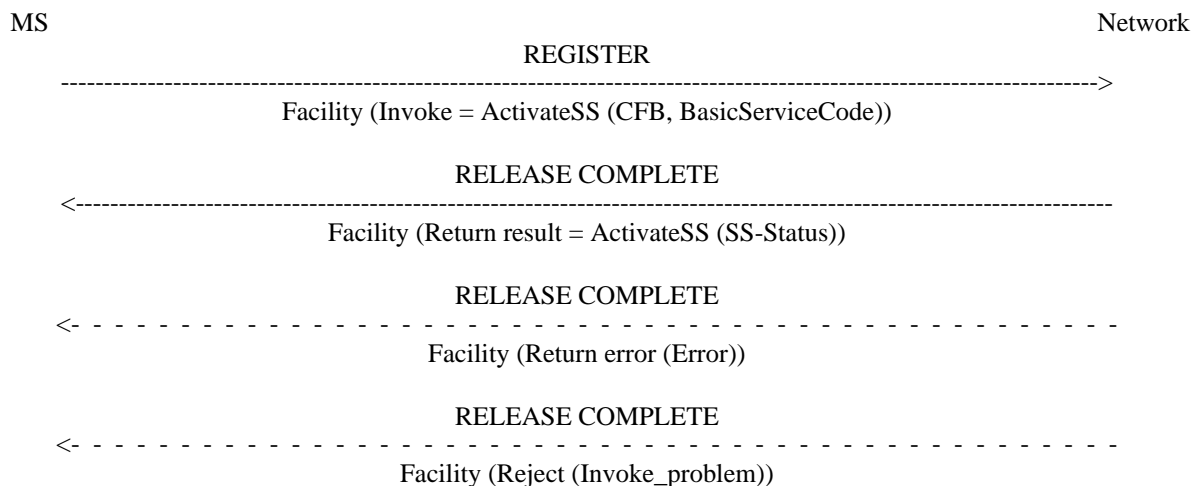 MS Network
REGISTER
------------------------------------------------------------------------------------------------------------------------>
Facility (Invoke = ActivateSS (CFB, BasicServiceCode))
RELEASE COMPLETE
<------------------------------------------------------------------------------------------------------------------------
Facility (Return result = ActivateSS (SS-Status))
RELEASE COMPLETE
<- - - - - - - - - - - - - - - - - - - - - - - - - - - - - - - - - - - - - - - - - - - - - - -
Facility (Return error (Error))
RELEASE COMPLETE
<- - - - - - - - - - - - - - - - - - - - - - - - - - - - - - - - - - - - - - - - - - - - - - -
Facility (Reject (Invoke_problem))